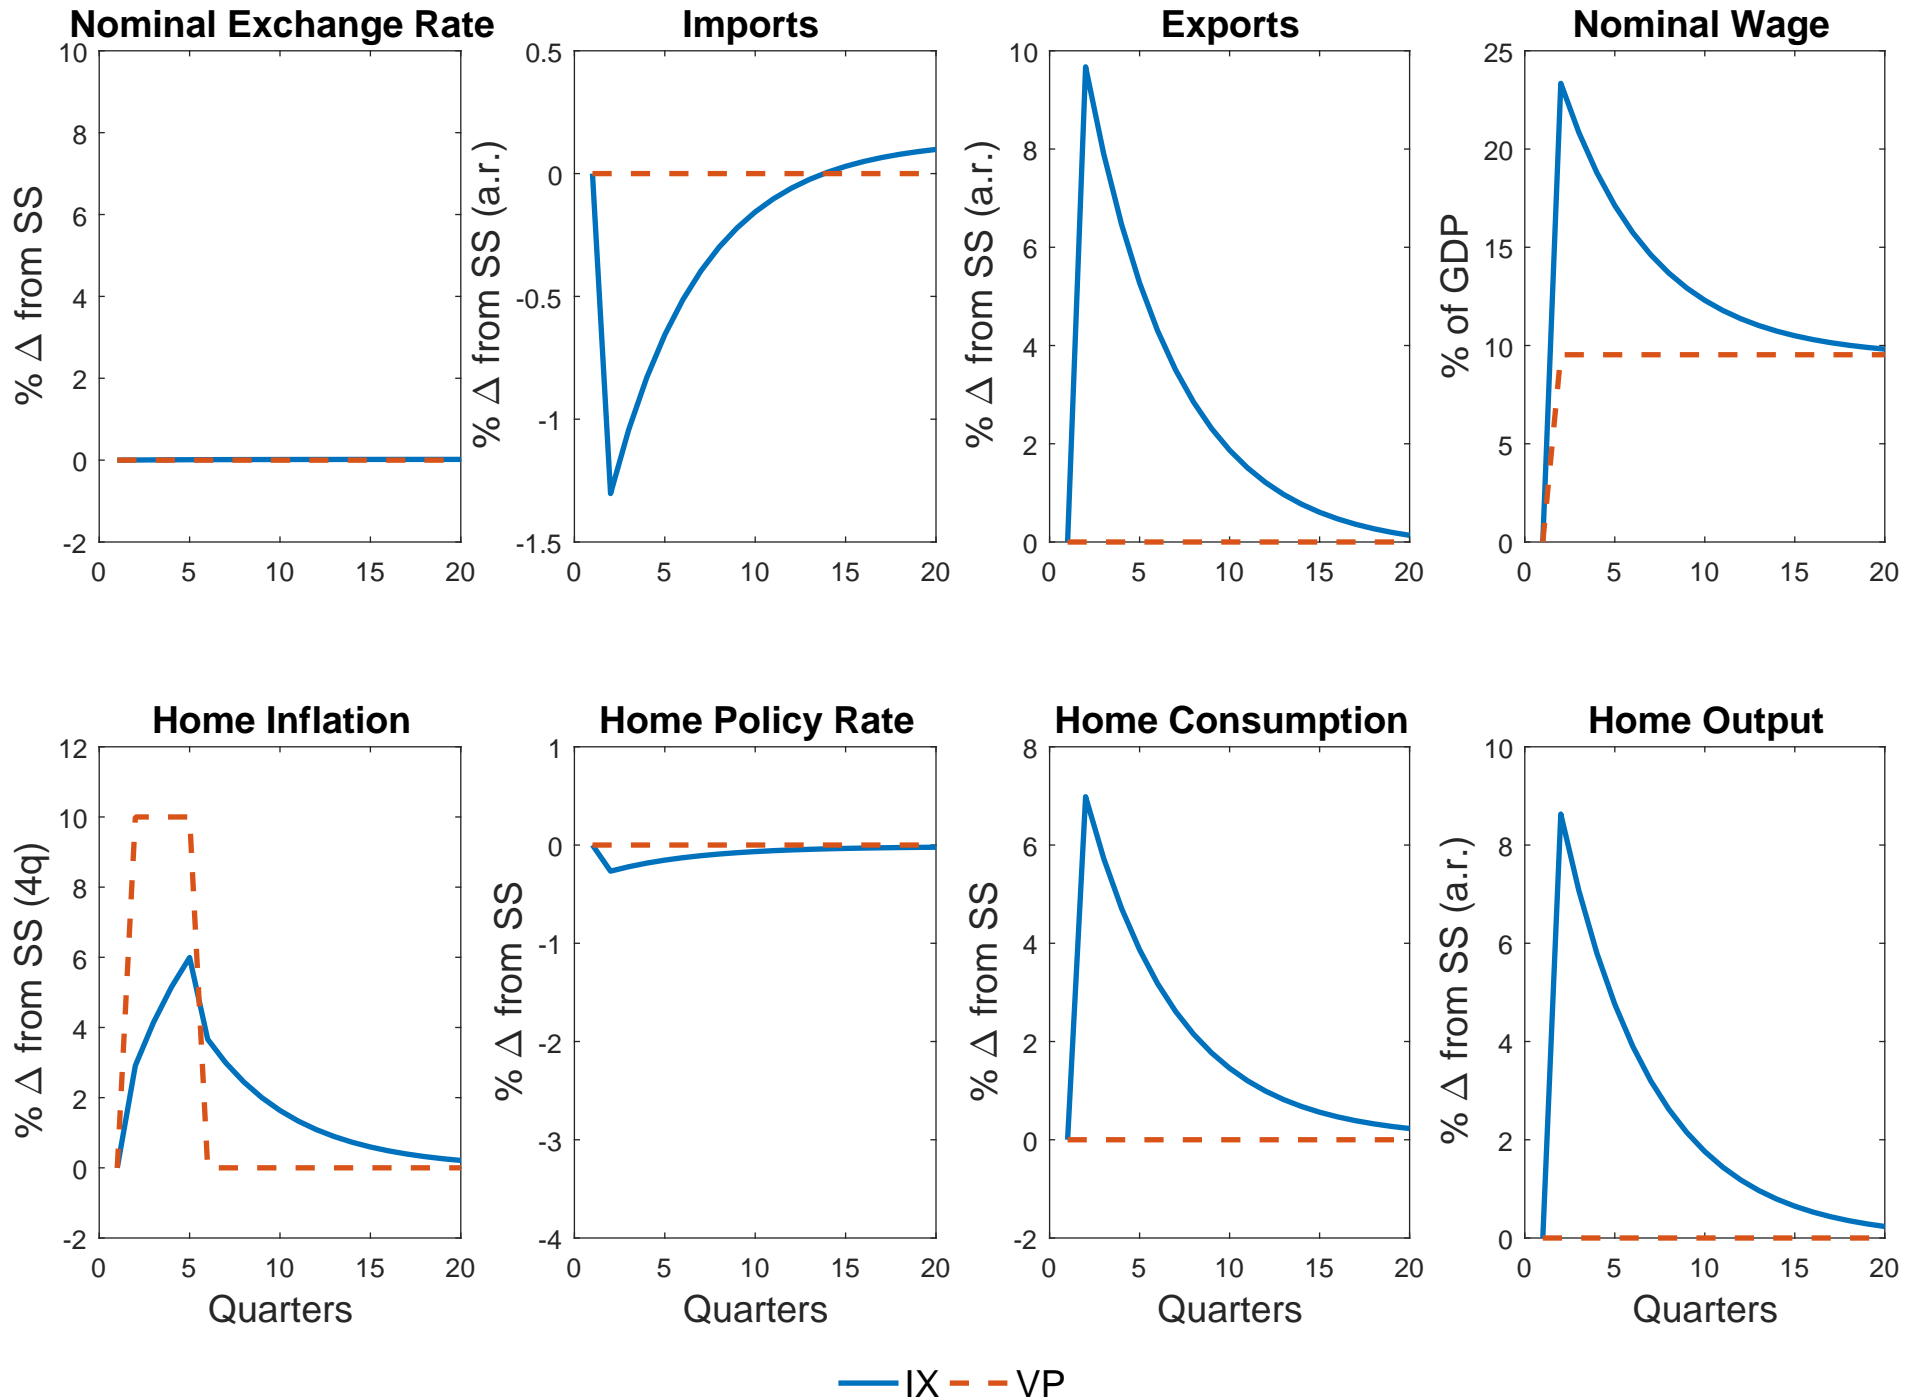 Nominal Exchange Rate
% Δ from SS
10
8
6
4
2
0
-2
0 5 10 15 20
Imports
% Δ from SS (a.r.)
0.5
0
-0.5
-1
-1.5
0 5 10 15 20
Exports
% Δ from SS (a.r.)
10
8
6
4
2
0
0 5 10 15 20
Nominal Wage
% of GDP
25
20
15
10
5
0
0 5 10 15 20
Home Inflation
% Δ from SS (4q)
12
10
8
6
4
2
0
-2
0 5 10 15 20
Quarters
Home Policy Rate
% Δ from SS
1
0
-1
-2
-3
-4
0 5 10 15 20
Quarters
Home Consumption
% Δ from SS
8
6
4
2
0
-2
0 5 10 15 20
Quarters
Home Output
% Δ from SS (a.r.)
10
8
6
4
2
0
0 5 10 15 20
Quarters
IX VP